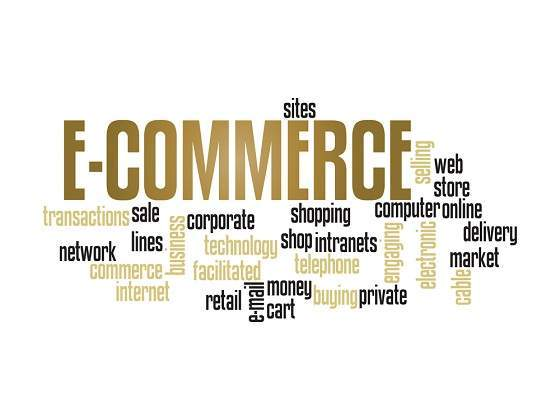 sites
E-COMMERCE
selling
web
store
transactions
sale
corporate
shopping
computer
online
lines
business
technology
shop
intranets
engaging
electronic
delivery
network
commerce
facilitated
telephone
market
internet
retail
e-mail
money
cart
buying
private
cable